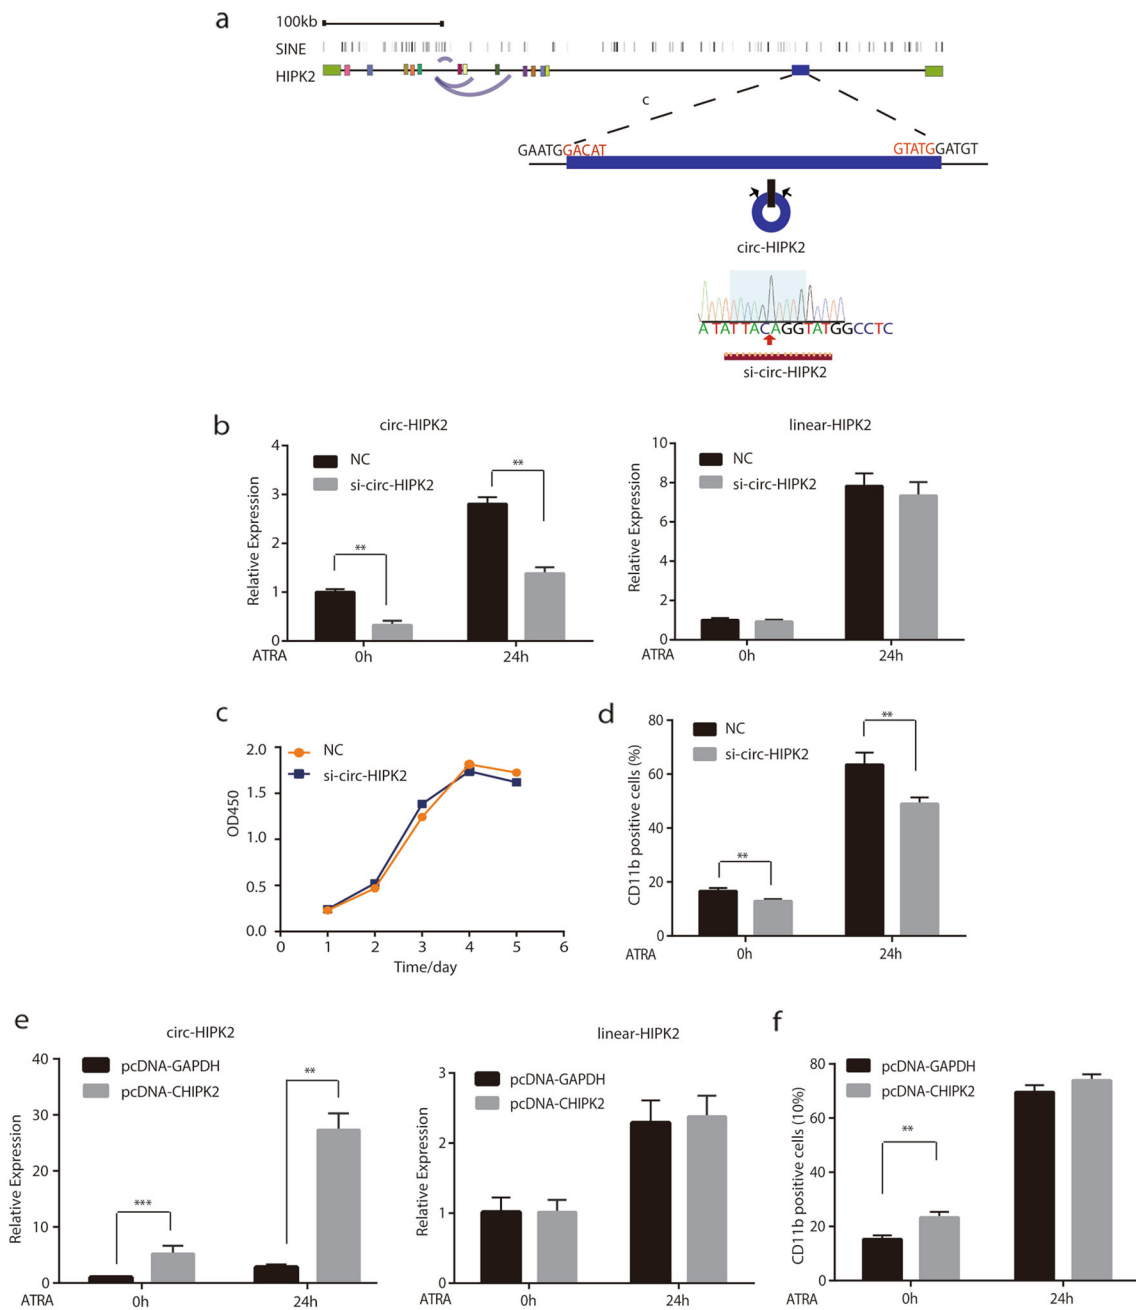 a
100kb
SINE
HIPK2
c
GAATGGACAT
GTATGGATGT
circ-HIPK2
ATATTACAGGTATGGCCTC
si-circ-HIPK2
b
circ-HIPK2
4
3
2
1
0
Relative Expression
NC
si-circ-HIPK2
**
**
ATRA
0h
24h
linear-HIPK2
10
8
6
4
2
0
Relative Expression
NC
si-circ-HIPK2
0h
24h
c
2.0
1.5
1.0
0.5
0.0
OD450
NC
si-circ-HIPK2
0 1 2 3 4 5 6
Time/day
d
80
60
40
20
0
CD11b positive cells (%)
NC
si-circ-HIPK2
**
**
ATRA
0h
24h
e
circ-HIPK2
40
30
20
10
0
Relative Expression
pcDNA-GAPDH
pcDNA-CHIPK2
***
**
ATRA
0h
24h
linear-HIPK2
3
2
1
0
Relative Expression
pcDNA-GAPDH
pcDNA-CHIPK2
ATRA
0h
24h
f
80
60
40
20
0
CD11b positive cells (10%)
pcDNA-GAPDH
pcDNA-CHIPK2
**
ATRA
0h
24h